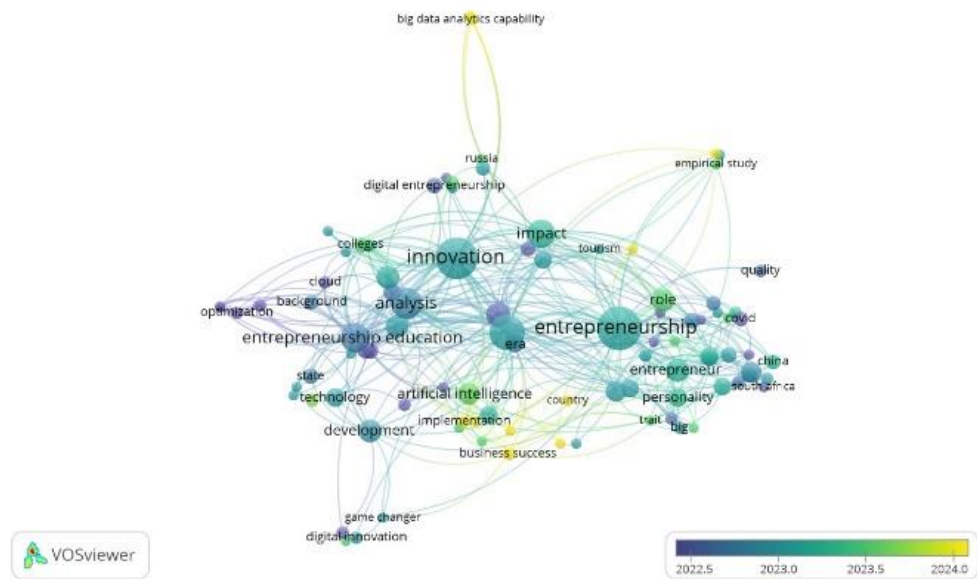 big data analytics capability
russia
empirical study
digital entrepreneurship
impact
colleges
tourism
innovation
quality
cloud
role
background
analysis
optimization
covid
entrepreneurship
entrepreneurship education
era
china
state
entrepreneur
south africa
artificial intelligence
technology
country
personality
implementation
trait
big
development
business success
game changer
digital innovation
VOSviewer
2022.5 2023.0 2023.5 2024.0